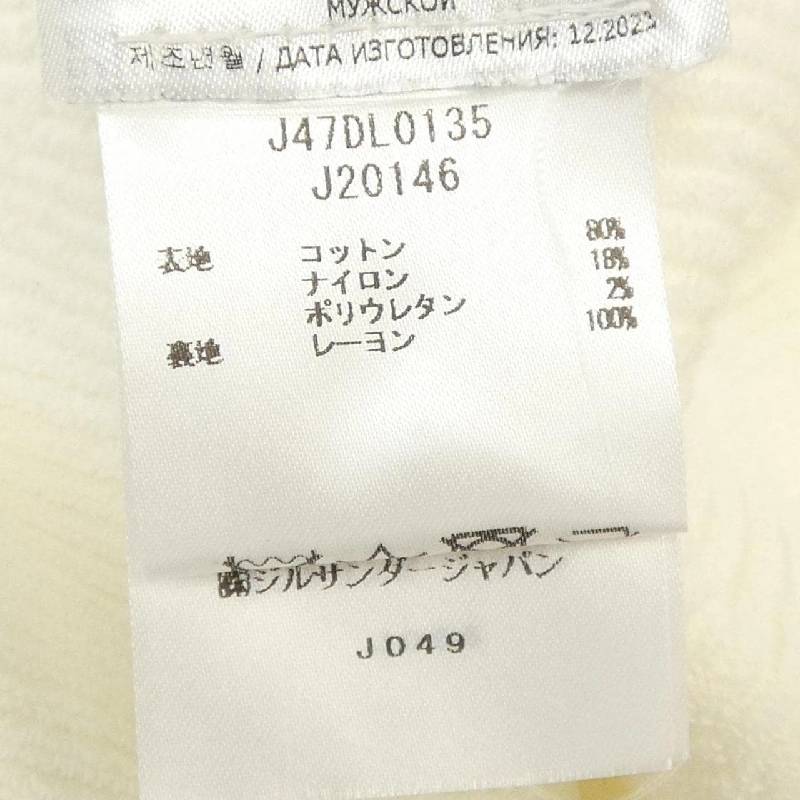 МУЖСКОЙ
제조년월 / ДАТА ИЗГОТОВЛЕНИЯ: 12.2023
J47DL0135
J20146
表地 コットン 80%
ナイロン 18%
ポリウレタン 2%
裏地 レーヨン 100%
㈱ジルサンダージャパン
J049